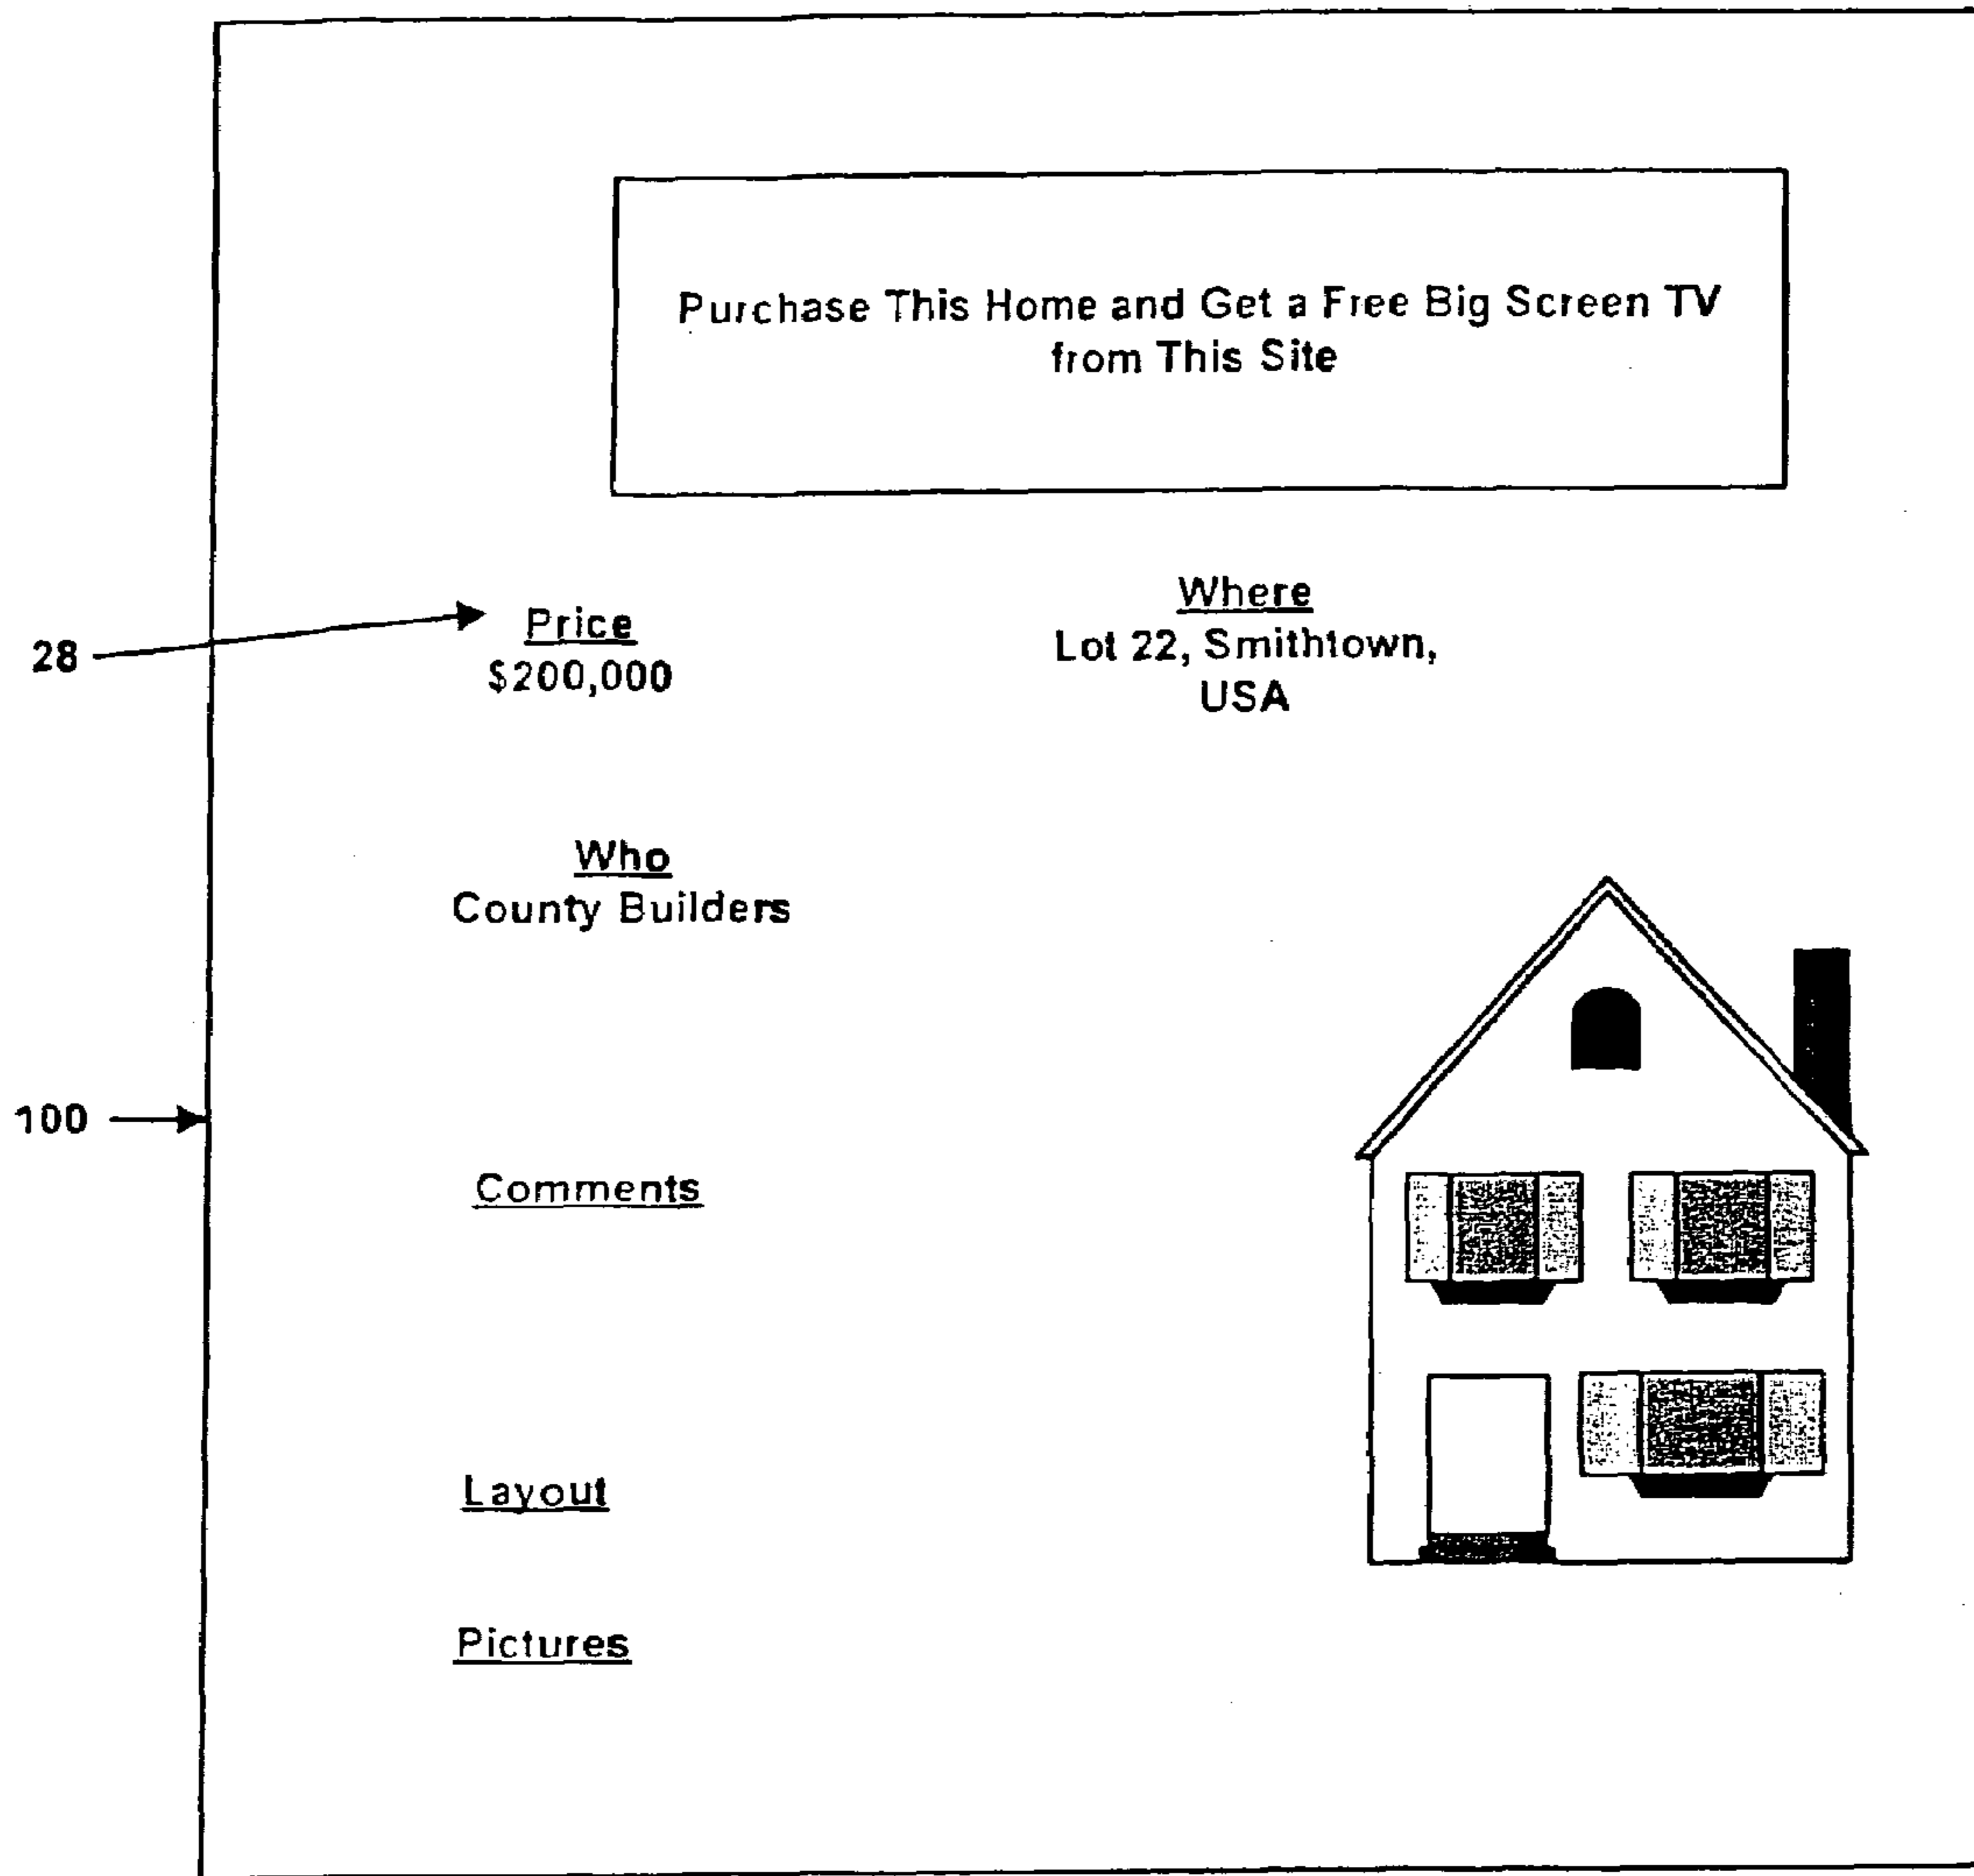 Purchase This Home and Get a Free Big Screen TV
from This Site
28
Price
$200,000
Where
Lot 22, Smithtown,
USA
Who
County Builders
100
Comments
Layout
Pictures